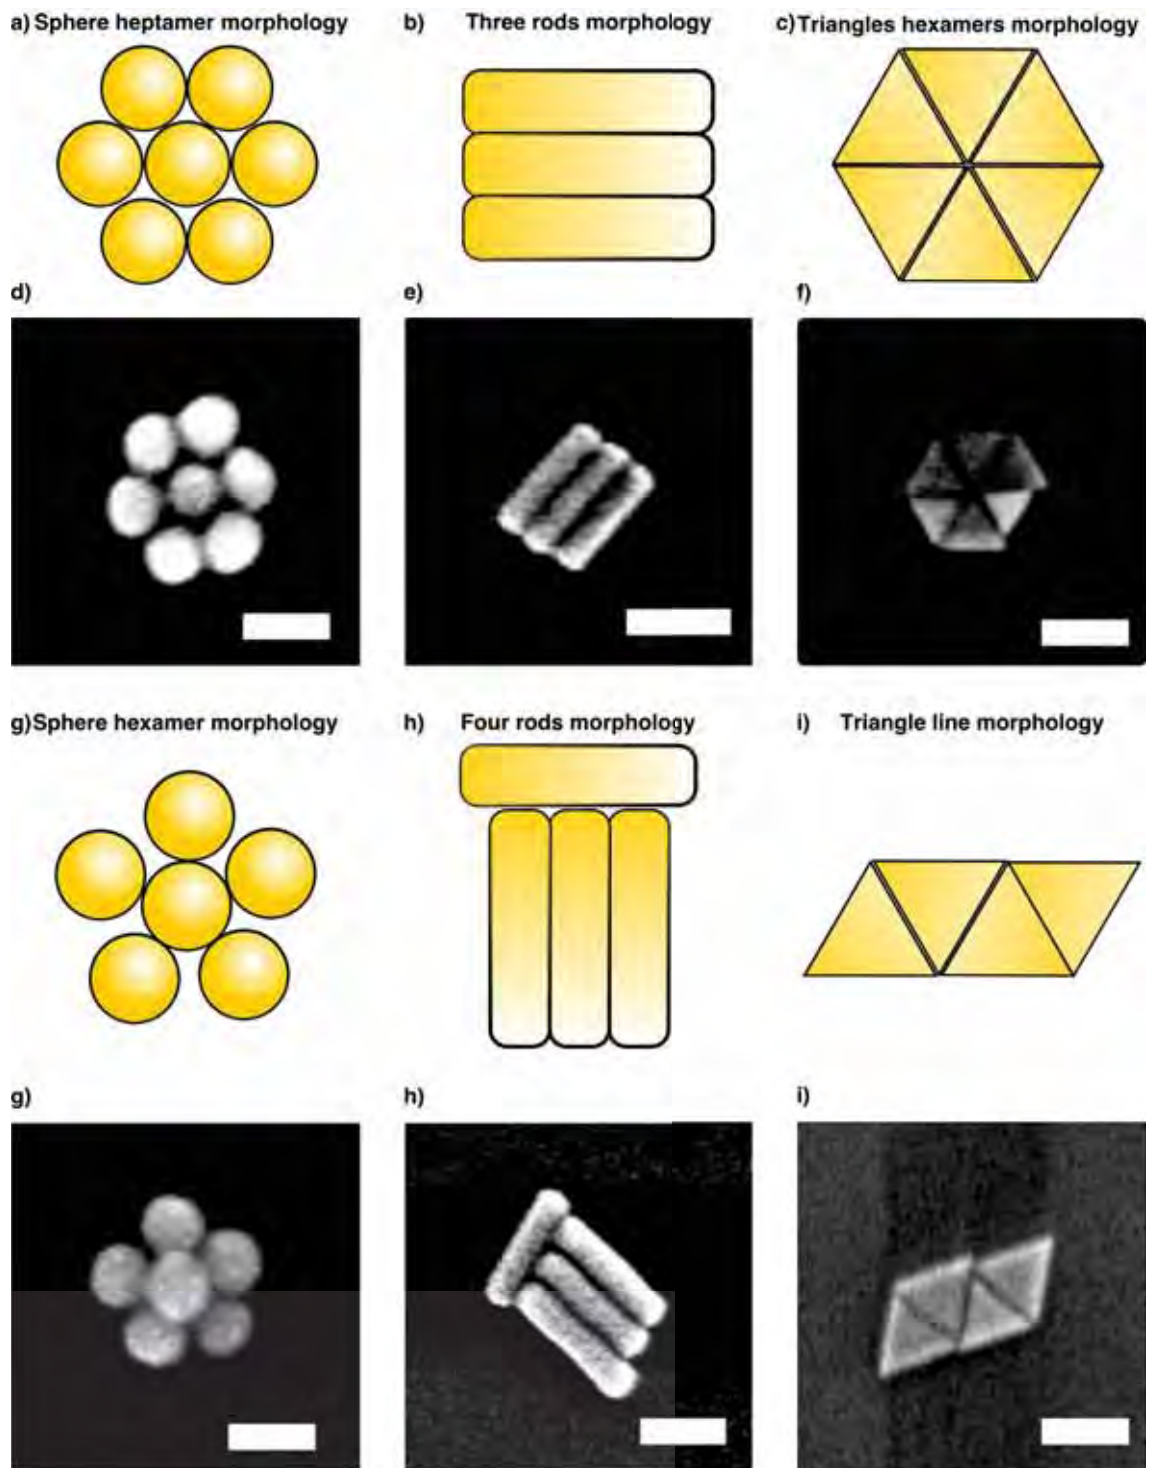 a) Sphere heptamer morphology
b) Three rods morphology
c) Triangles hexamers morphology
d)
e)
f)
g) Sphere hexamer morphology
h) Four rods morphology
i) Triangle line morphology
g)
h)
i)